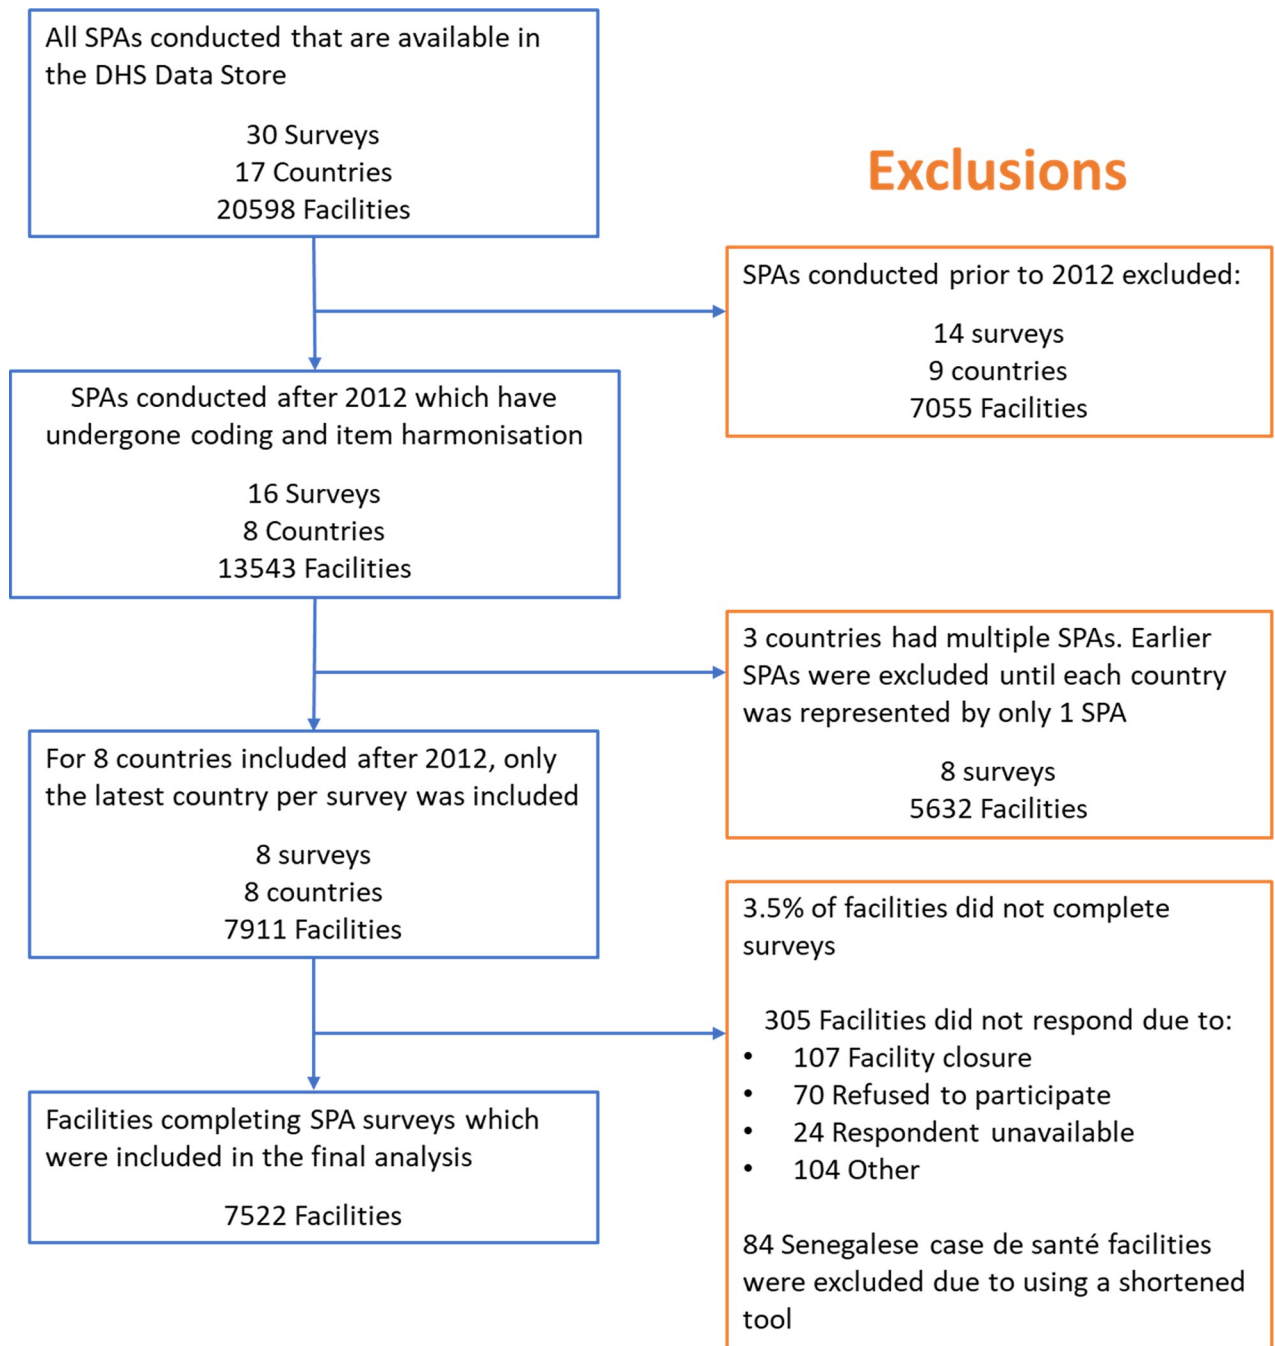 All SPAs conducted that are available in
the DHS Data Store
30 Surveys
17 Countries
20598 Facilities
Exclusions
SPAs conducted prior to 2012 excluded:
14 surveys
9 countries
7055 Facilities
SPAs conducted after 2012 which have
undergone coding and item harmonisation
16 Surveys
8 Countries
13543 Facilities
3 countries had multiple SPAs. Earlier
SPAs were excluded until each country
was represented by only 1 SPA
8 surveys
5632 Facilities
For 8 countries included after 2012, only
the latest country per survey was included
8 surveys
8 countries
7911 Facilities
3.5% of facilities did not complete
surveys
305 Facilities did not respond due to:
• 107 Facility closure
• 70 Refused to participate
• 24 Respondent unavailable
• 104 Other
84 Senegalese case de santé facilities
were excluded due to using a shortened
tool
Facilities completing SPA surveys which
were included in the final analysis
7522 Facilities